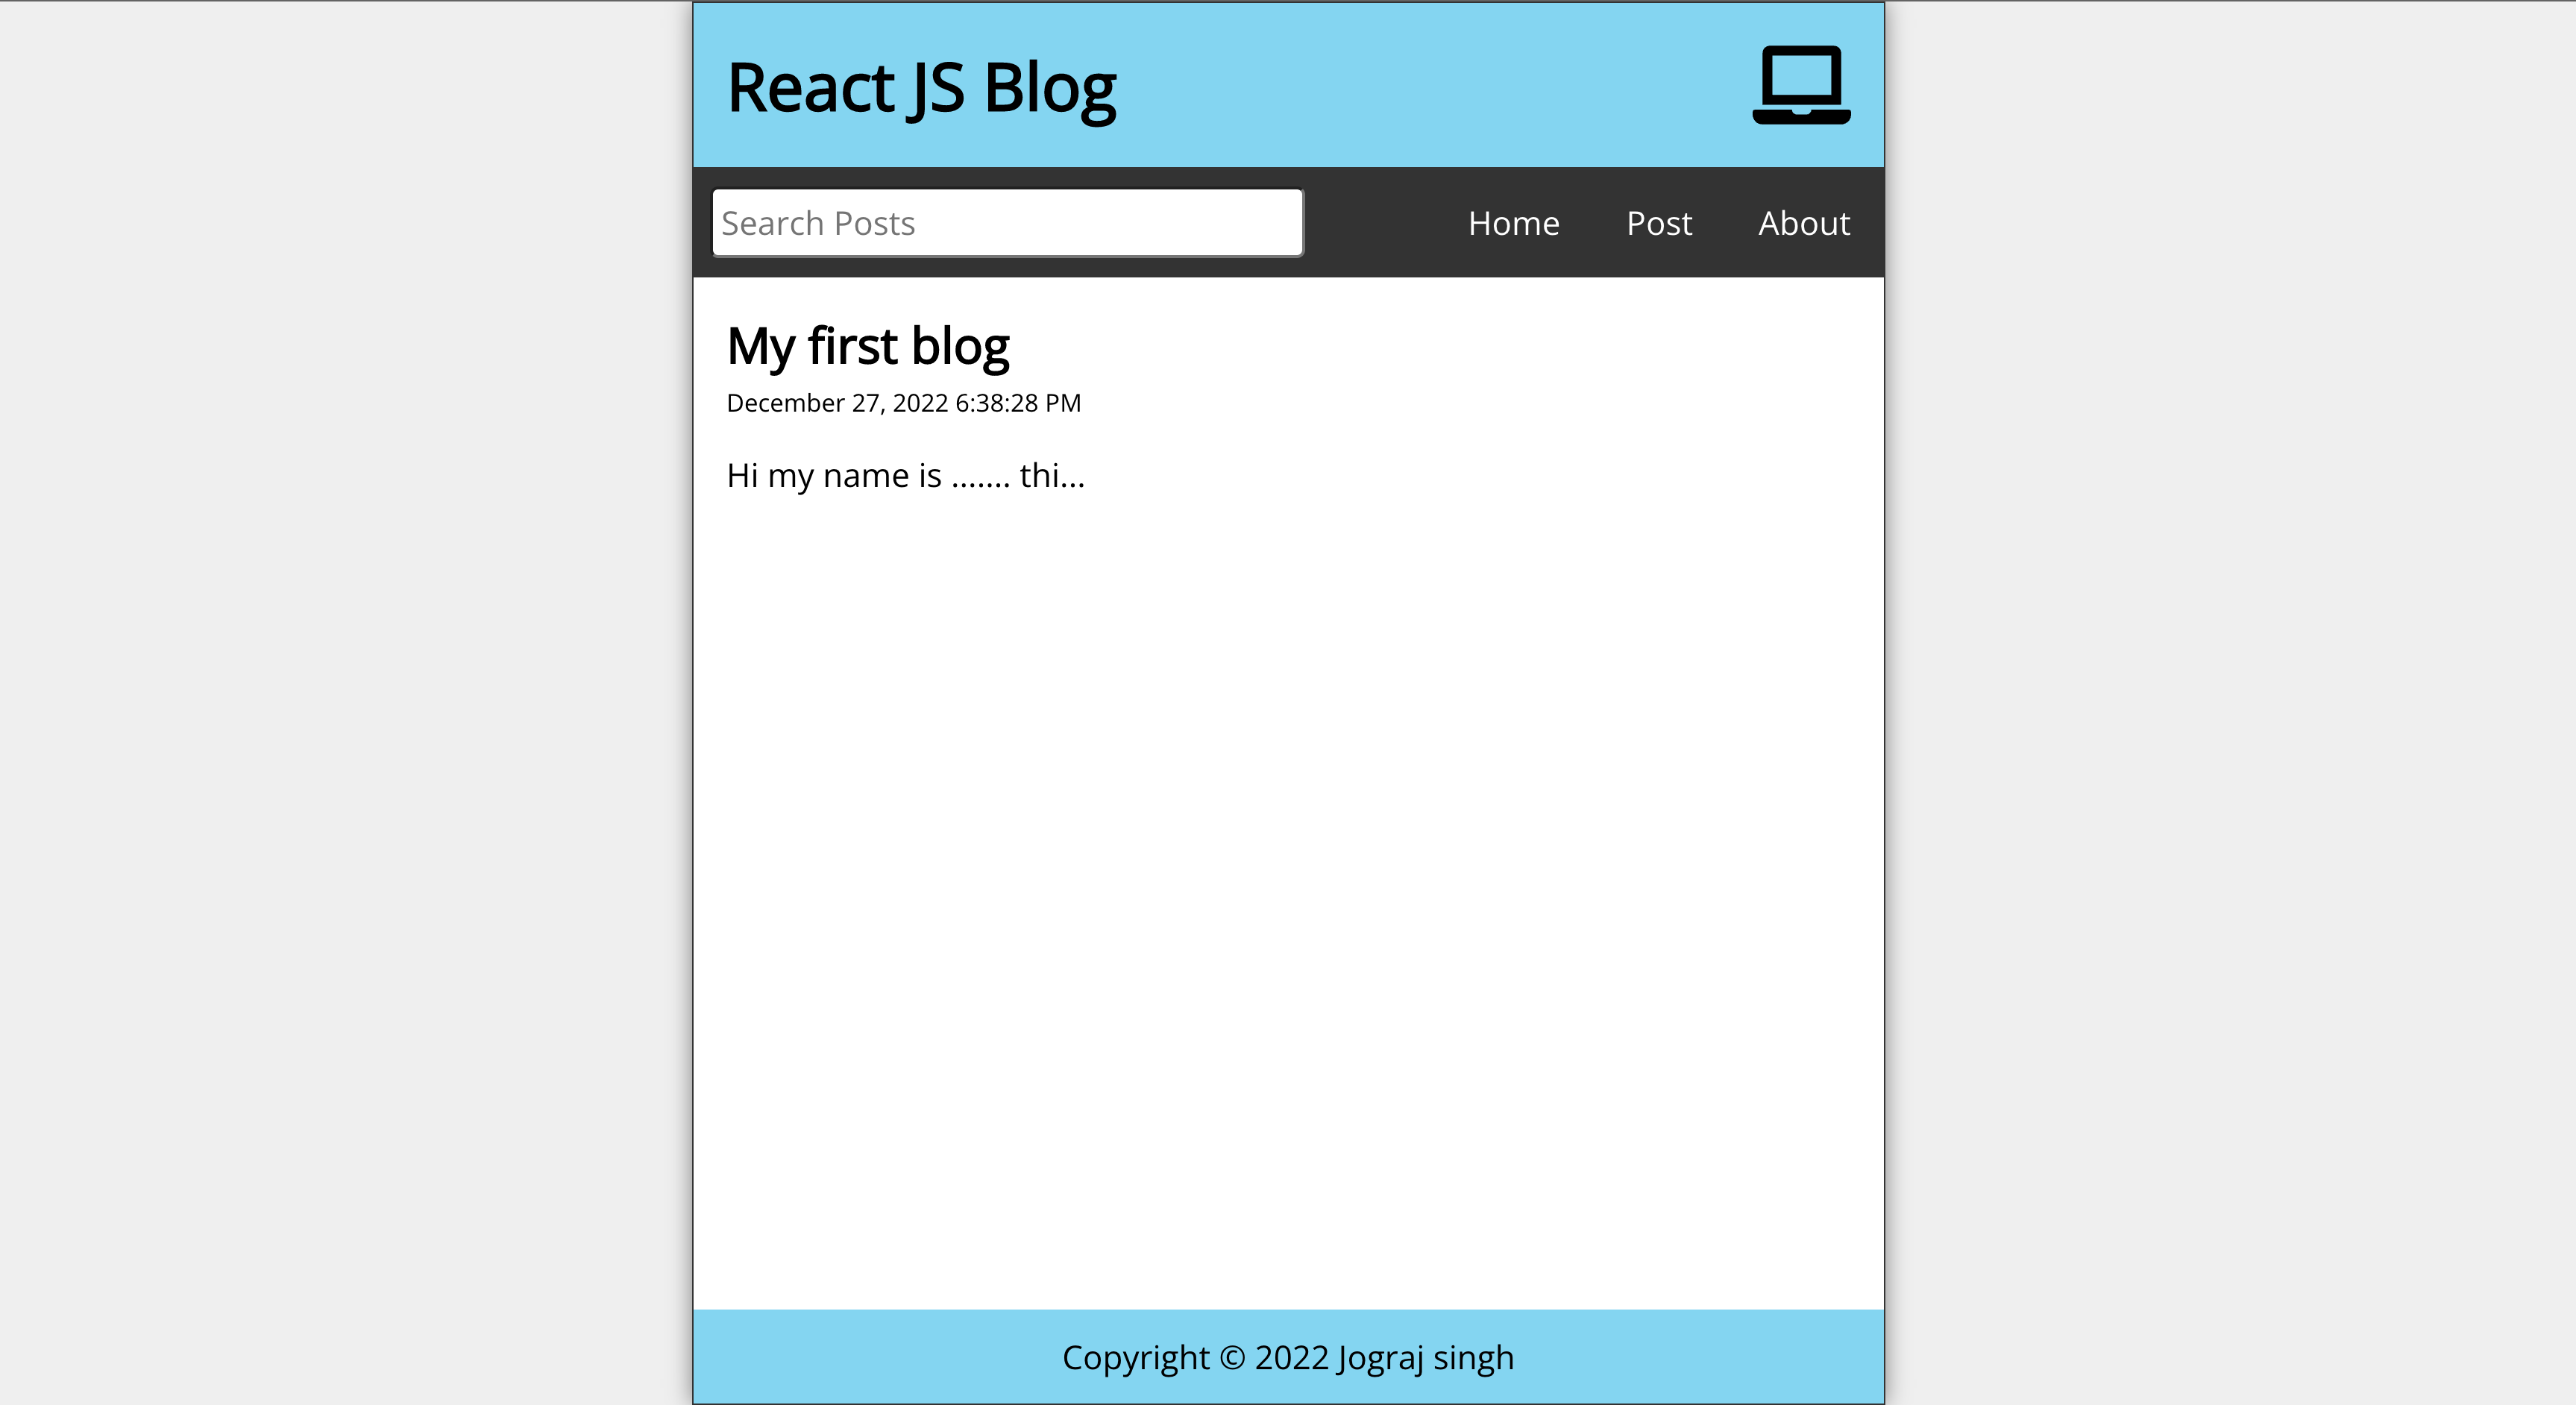 React JS Blog
Search Posts
Home Post About
My first blog
December 27, 2022 6:38:28 PM
Hi my name is ....... thi...
Copyright © 2022 Jograj singh